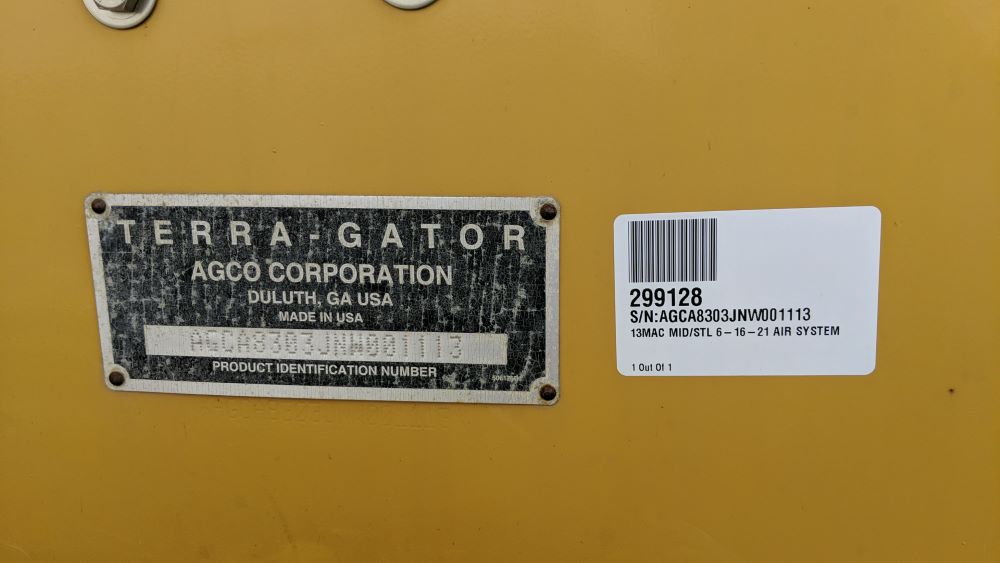 TERRA-GATOR
AGCO CORPORATION
DULUTH, GA USA
MADE IN USA
AGCA8303JNW001113
PRODUCT IDENTIFICATION NUMBER
299128
S/N:AGCA8303JNW001113
13MAC MID/STL 6-16-21 AIR SYSTEM
1 Out Of 1